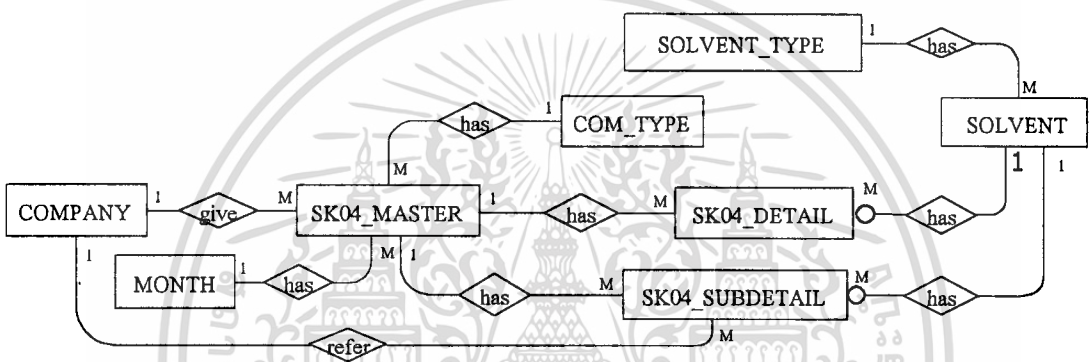 SOLVENT_TYPE 1 has
M
has 1 COM_TYPE SOLVENT
M 1 1
COMPANY 1 give M SK04_MASTER 1 has M SK04_DETAIL M has
1 M 1
MONTH 1 has has M SK04_SUBDETAIL M has
M
refer